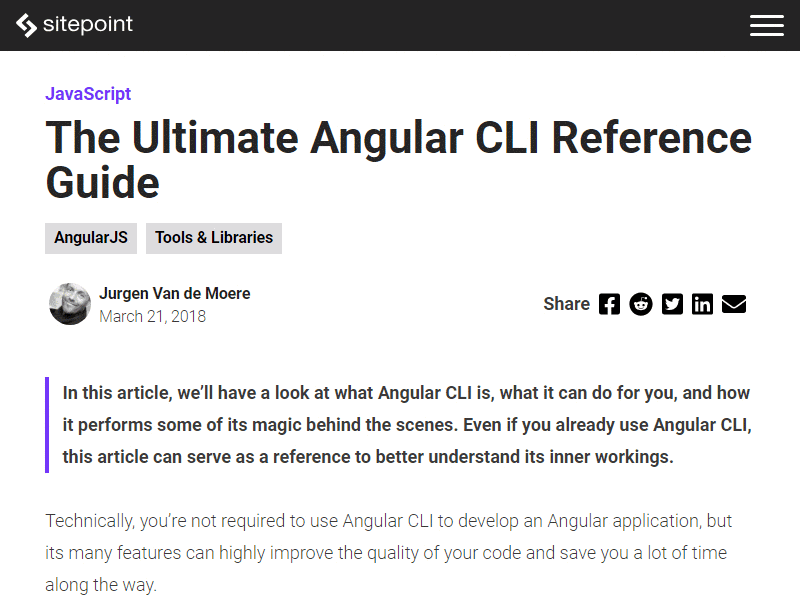 sitepoint
JavaScript
The Ultimate Angular CLI Reference
Guide
AngularJS
Tools & Libraries
Jurgen Van de Moere
March 21, 2018
Share
In this article, we’ll have a look at what Angular CLI is, what it can do for you, and how
it performs some of its magic behind the scenes. Even if you already use Angular CLI,
this article can serve as a reference to better understand its inner workings.
Technically, you’re not required to use Angular CLI to develop an Angular application, but
its many features can highly improve the quality of your code and save you a lot of time
along the way.